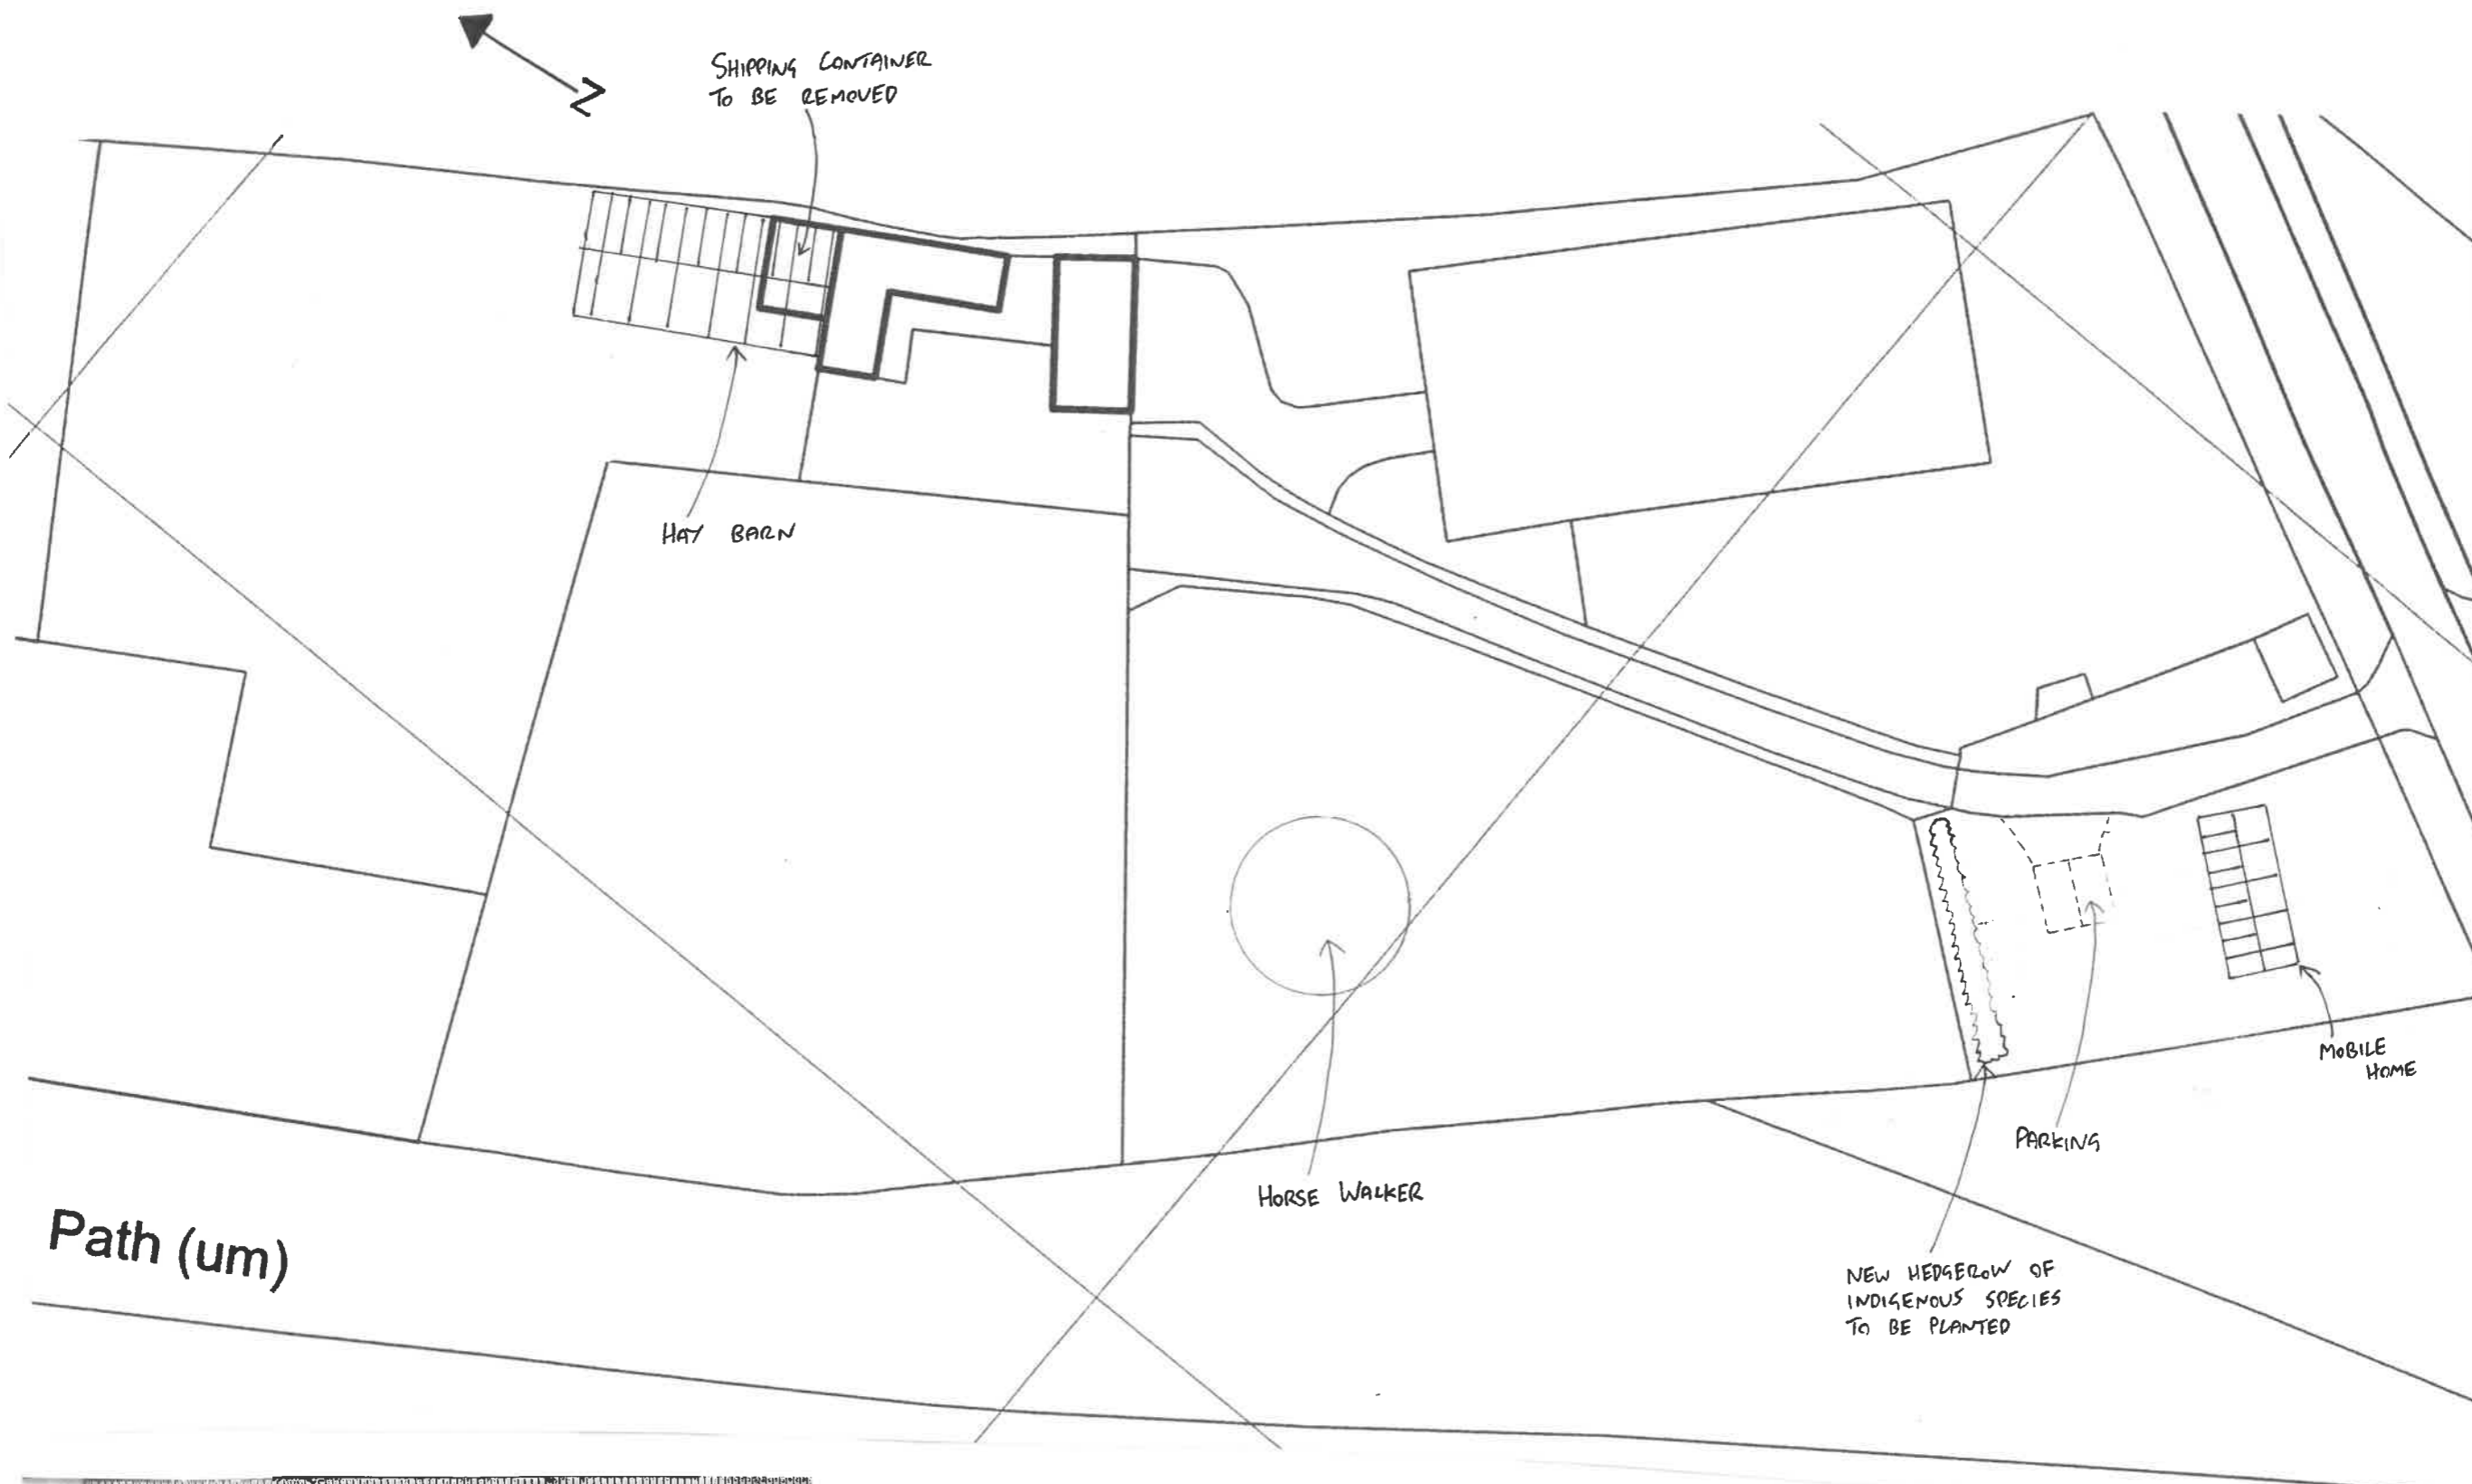 N
SHIPPING CONTAINER
TO BE REMOVED
HAY BARN
MOBILE
HOME
PARKING
HORSE WALKER
Path (um)
NEW HEDGEROW OF
INDIGENOUS SPECIES
TO BE PLANTED